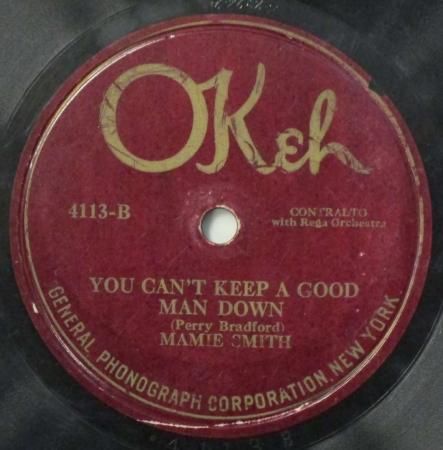 OKeh
4113-B
CONTRALTO
with Rega Orchestra
YOU CAN'T KEEP A GOOD
MAN DOWN
(Perry Bradford)
MAMIE SMITH
GENERAL PHONOGRAPH CORPORATION, NEW YORK